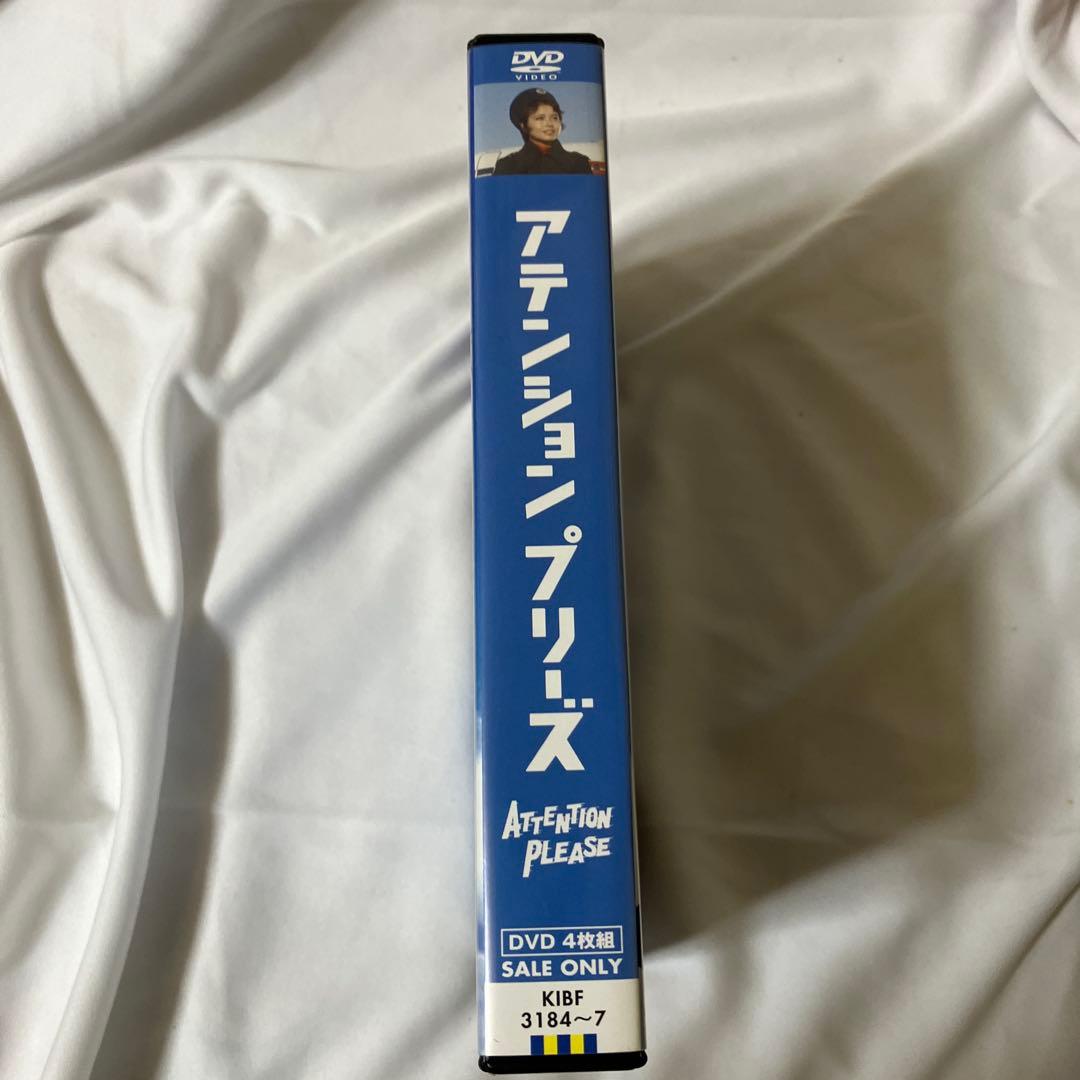 DVD
VIDEO
アテンションプリーズ
ATTENTION
PLEASE
DVD 4枚組
SALE ONLY
KIBF
3184〜7